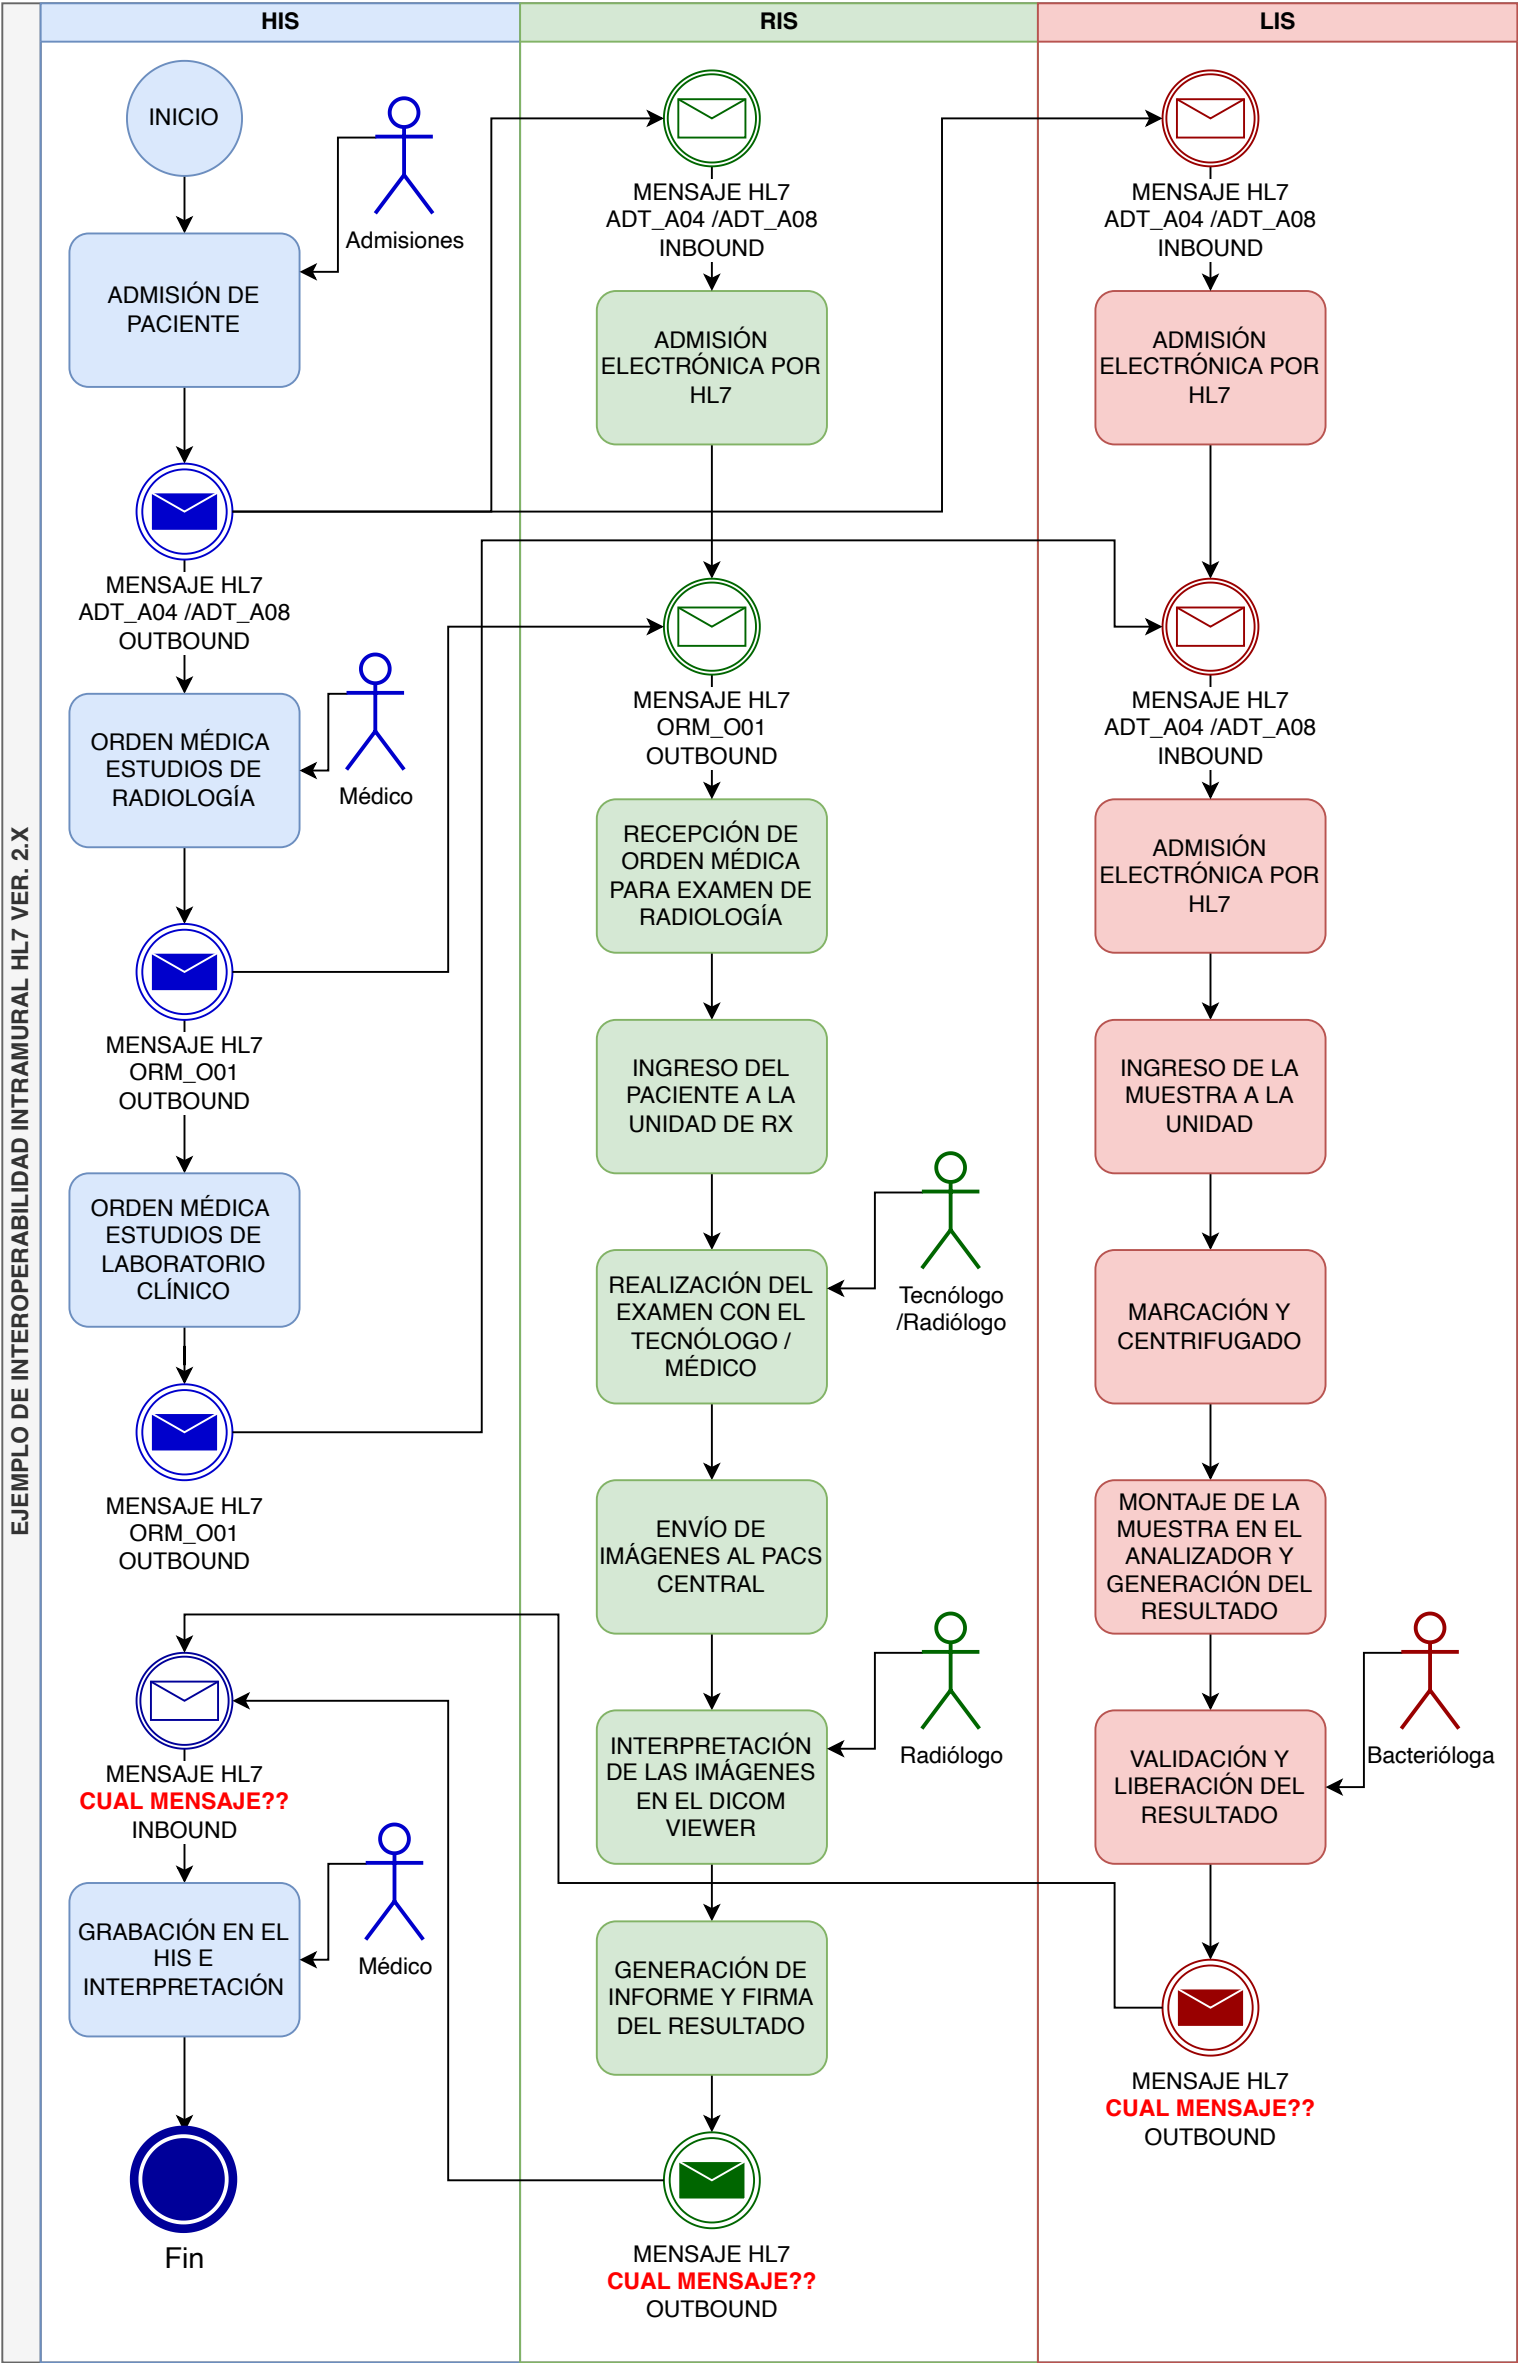 EJEMPLO DE INTEROPERABILIDAD INTRAMURAL HL7 VER. 2.X
HIS
INICIO
Admisiones
ADMISIÓN DE
PACIENTE
MENSAJE HL7
ADT_A04 /ADT_A08
OUTBOUND
ORDEN MÉDICA
ESTUDIOS DE
RADIOLOGÍA
Médico
MENSAJE HL7
ORM_O01
OUTBOUND
ORDEN MÉDICA
ESTUDIOS DE
LABORATORIO
CLÍNICO
MENSAJE HL7
ORM_O01
OUTBOUND
MENSAJE HL7
CUAL MENSAJE??
INBOUND
GRABACIÓN EN EL
HIS E
INTERPRETACIÓN
Médico
Fin
RIS
MENSAJE HL7
ADT_A04 /ADT_A08
INBOUND
ADMISIÓN
ELECTRÓNICA POR
HL7
MENSAJE HL7
ORM_O01
OUTBOUND
RECEPCIÓN DE
ORDEN MÉDICA
PARA EXAMEN DE
RADIOLOGÍA
INGRESO DEL
PACIENTE A LA
UNIDAD DE RX
REALIZACIÓN DEL
EXAMEN CON EL
TECNÓLOGO /
MÉDICO
Tecnólogo
/Radiólogo
ENVÍO DE
IMÁGENES AL PACS
CENTRAL
INTERPRETACIÓN
DE LAS IMÁGENES
EN EL DICOM
VIEWER
Radiólogo
GENERACIÓN DE
INFORME Y FIRMA
DEL RESULTADO
MENSAJE HL7
CUAL MENSAJE??
OUTBOUND
LIS
MENSAJE HL7
ADT_A04 /ADT_A08
INBOUND
ADMISIÓN
ELECTRÓNICA POR
HL7
MENSAJE HL7
ADT_A04 /ADT_A08
INBOUND
ADMISIÓN
ELECTRÓNICA POR
HL7
INGRESO DE LA
MUESTRA A LA
UNIDAD
MARCACIÓN Y
CENTRIFUGADO
MONTAJE DE LA
MUESTRA EN EL
ANALIZADOR Y
GENERACIÓN DEL
RESULTADO
VALIDACIÓN Y
LIBERACIÓN DEL
RESULTADO
Bacterióloga
MENSAJE HL7
CUAL MENSAJE??
OUTBOUND